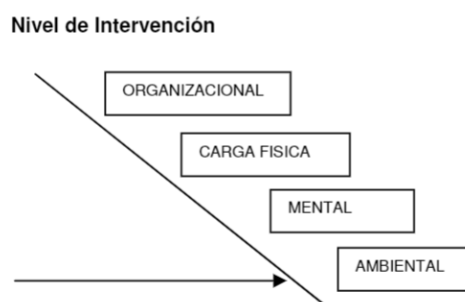 Nivel de Intervención
ORGANIZACIONAL
CARGA FISICA
MENTAL
AMBIENTAL